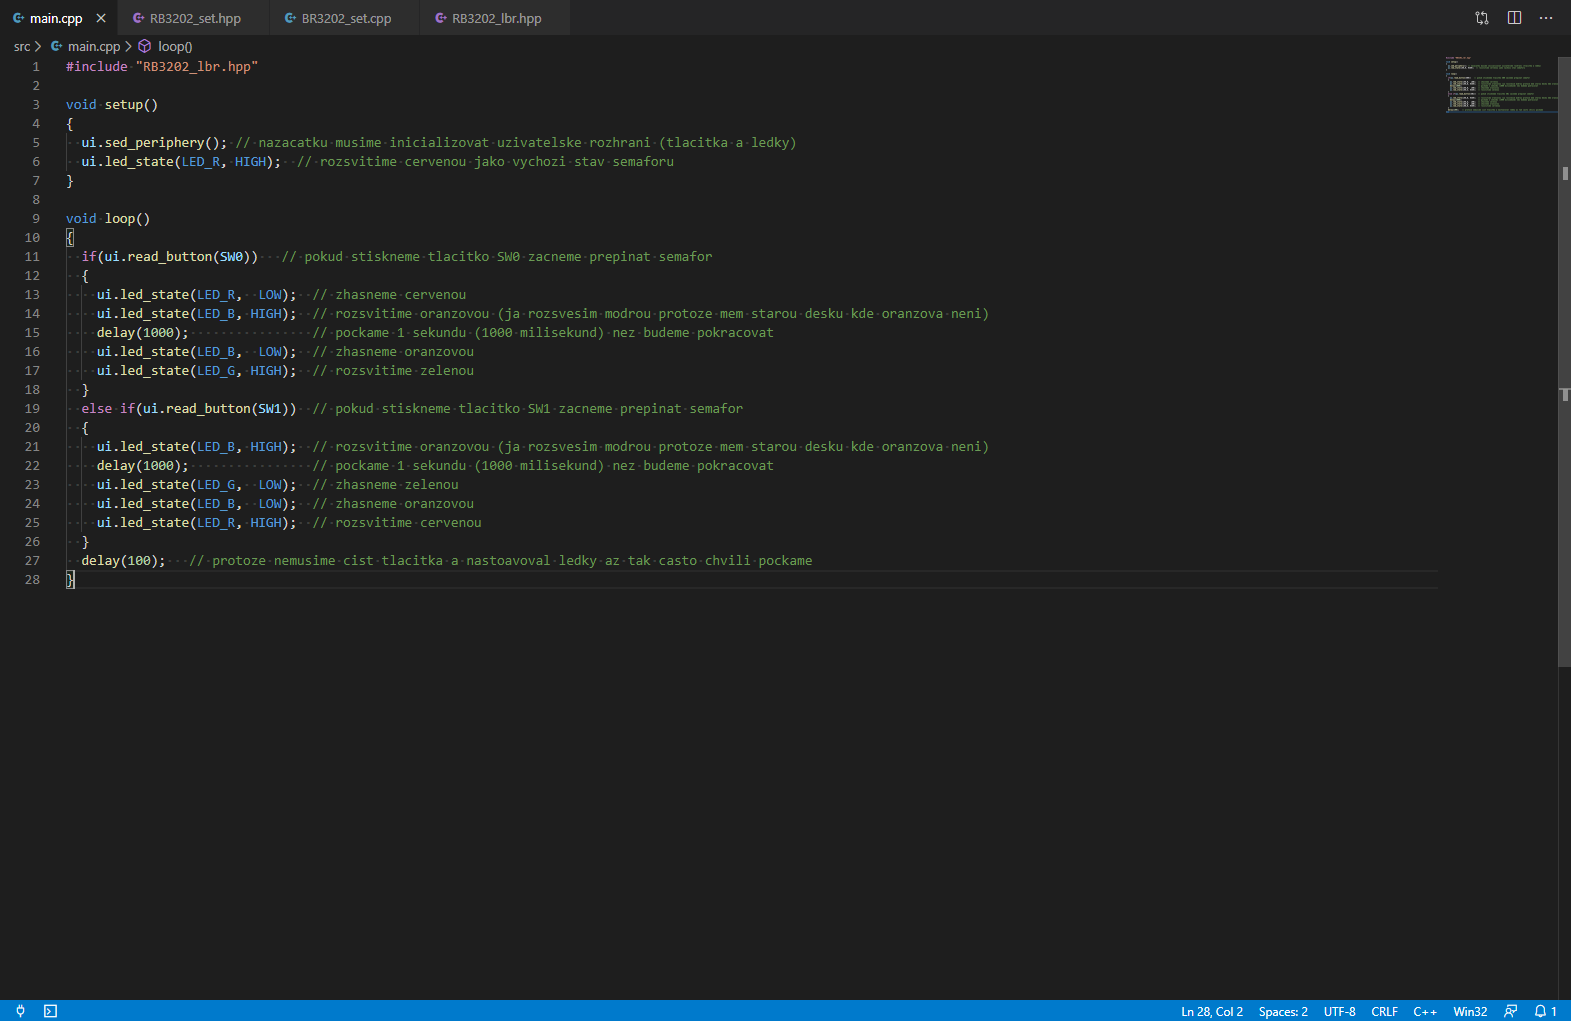 main.cpp RB3202_set.hpp BR3202_set.cpp RB3202_lbr.hpp
src > main.cpp > loop()
1 #include "RB3202_lbr.hpp"
2
3 void setup()
4 {
5 ui.sed_periphery(); // nazacatku musime inicializovat uzivatelske rozhrani (tlacitka a ledky)
6 ui.led_state(LED_R, HIGH); // rozsvitime cervenou jako vychozi stav semaforu
7 }
8
9 void loop()
10 {
11 if(ui.read_button(SW0)) // pokud stiskneme tlacitko SW0 zacneme prepinat semafor
12 {
13 ui.led_state(LED_R, LOW); // zhasneme cervenou
14 ui.led_state(LED_B, HIGH); // rozsvitime oranzovou (ja rozsvesim modrou protoze mem starou desku kde oranzova neni)
15 delay(1000); // pockame 1 sekundu (1000 milisekund) nez budeme pokracovat
16 ui.led_state(LED_B, LOW); // zhasneme oranzovou
17 ui.led_state(LED_G, HIGH); // rozsvitime zelenou
18 }
19 else if(ui.read_button(SW1)) // pokud stiskneme tlacitko SW1 zacneme prepinat semafor
20 {
21 ui.led_state(LED_B, HIGH); // rozsvitime oranzovou (ja rozsvesim modrou protoze mem starou desku kde oranzova neni)
22 delay(1000); // pockame 1 sekundu (1000 milisekund) nez budeme pokracovat
23 ui.led_state(LED_G, LOW); // zhasneme zelenou
24 ui.led_state(LED_B, LOW); // zhasneme oranzovou
25 ui.led_state(LED_R, HIGH); // rozsvitime cervenou
26 }
27 delay(100); // protoze nemusime cist tlacitka a nastoavoval ledky az tak casto chvili pockame
28 }
Ln 28, Col 2 Spaces: 2 UTF-8 CRLF C++ Win32 1